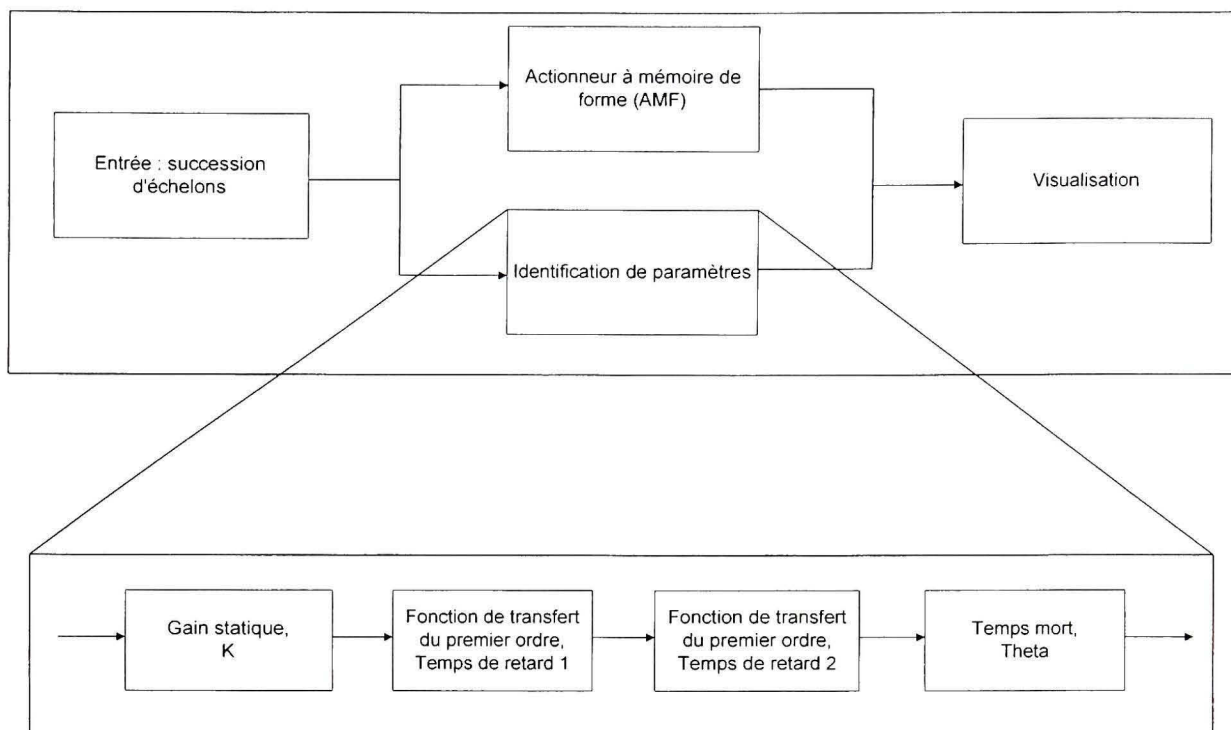 Actionneur à mémoire de
forme (AMF)
Entrée : succession
d'échelons
Visualisation
Identification de paramètres
Gain statique,
K
Fonction de transfert
du premier ordre,
Temps de retard 1
Fonction de transfert
du premier ordre,
Temps de retard 2
Temps mort,
Theta